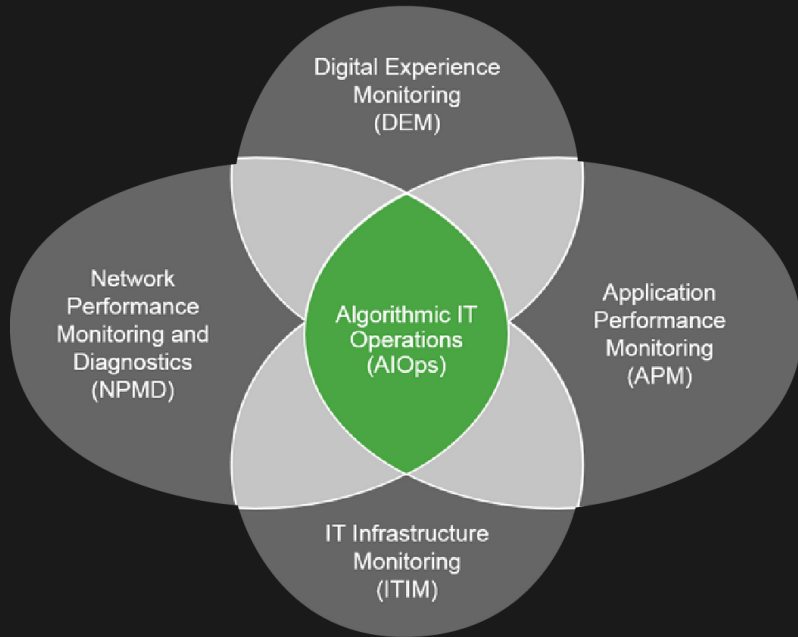 Digital Experience
Monitoring
(DEM)
Network
Performance
Monitoring and
Diagnostics
(NPMD)
Algorithmic IT
Operations
(AIOps)
Application
Performance
Monitoring
(APM)
IT Infrastructure
Monitoring
(ITIM)